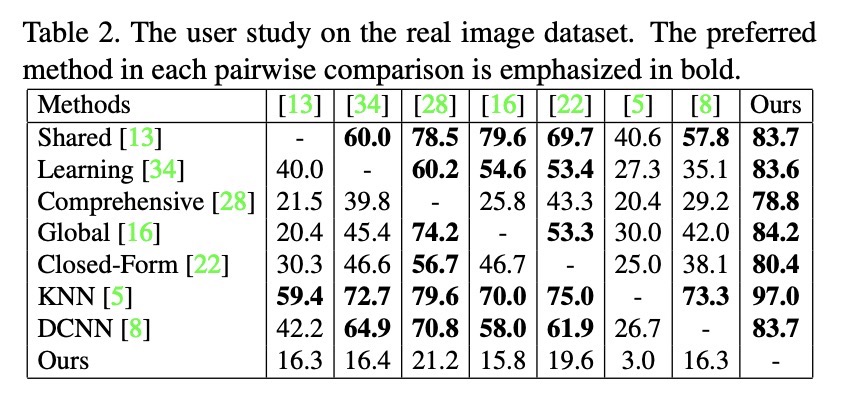 Table 2. The user study on the real image dataset. The preferred
method in each pairwise comparison is emphasized in bold.
Methods [13] [34] [28] [16] [22] [5] [8] Ours
Shared [13] - 60.0 78.5 79.6 69.7 40.6 57.8 83.7
Learning [34] 40.0 - 60.2 54.6 53.4 27.3 35.1 83.6
Comprehensive [28] 21.5 39.8 - 25.8 43.3 20.4 29.2 78.8
Global [16] 20.4 45.4 74.2 - 53.3 30.0 42.0 84.2
Closed-Form [22] 30.3 46.6 56.7 46.7 - 25.0 38.1 80.4
KNN [5] 59.4 72.7 79.6 70.0 75.0 - 73.3 97.0
DCNN [8] 42.2 64.9 70.8 58.0 61.9 26.7 - 83.7
Ours 16.3 16.4 21.2 15.8 19.6 3.0 16.3 -